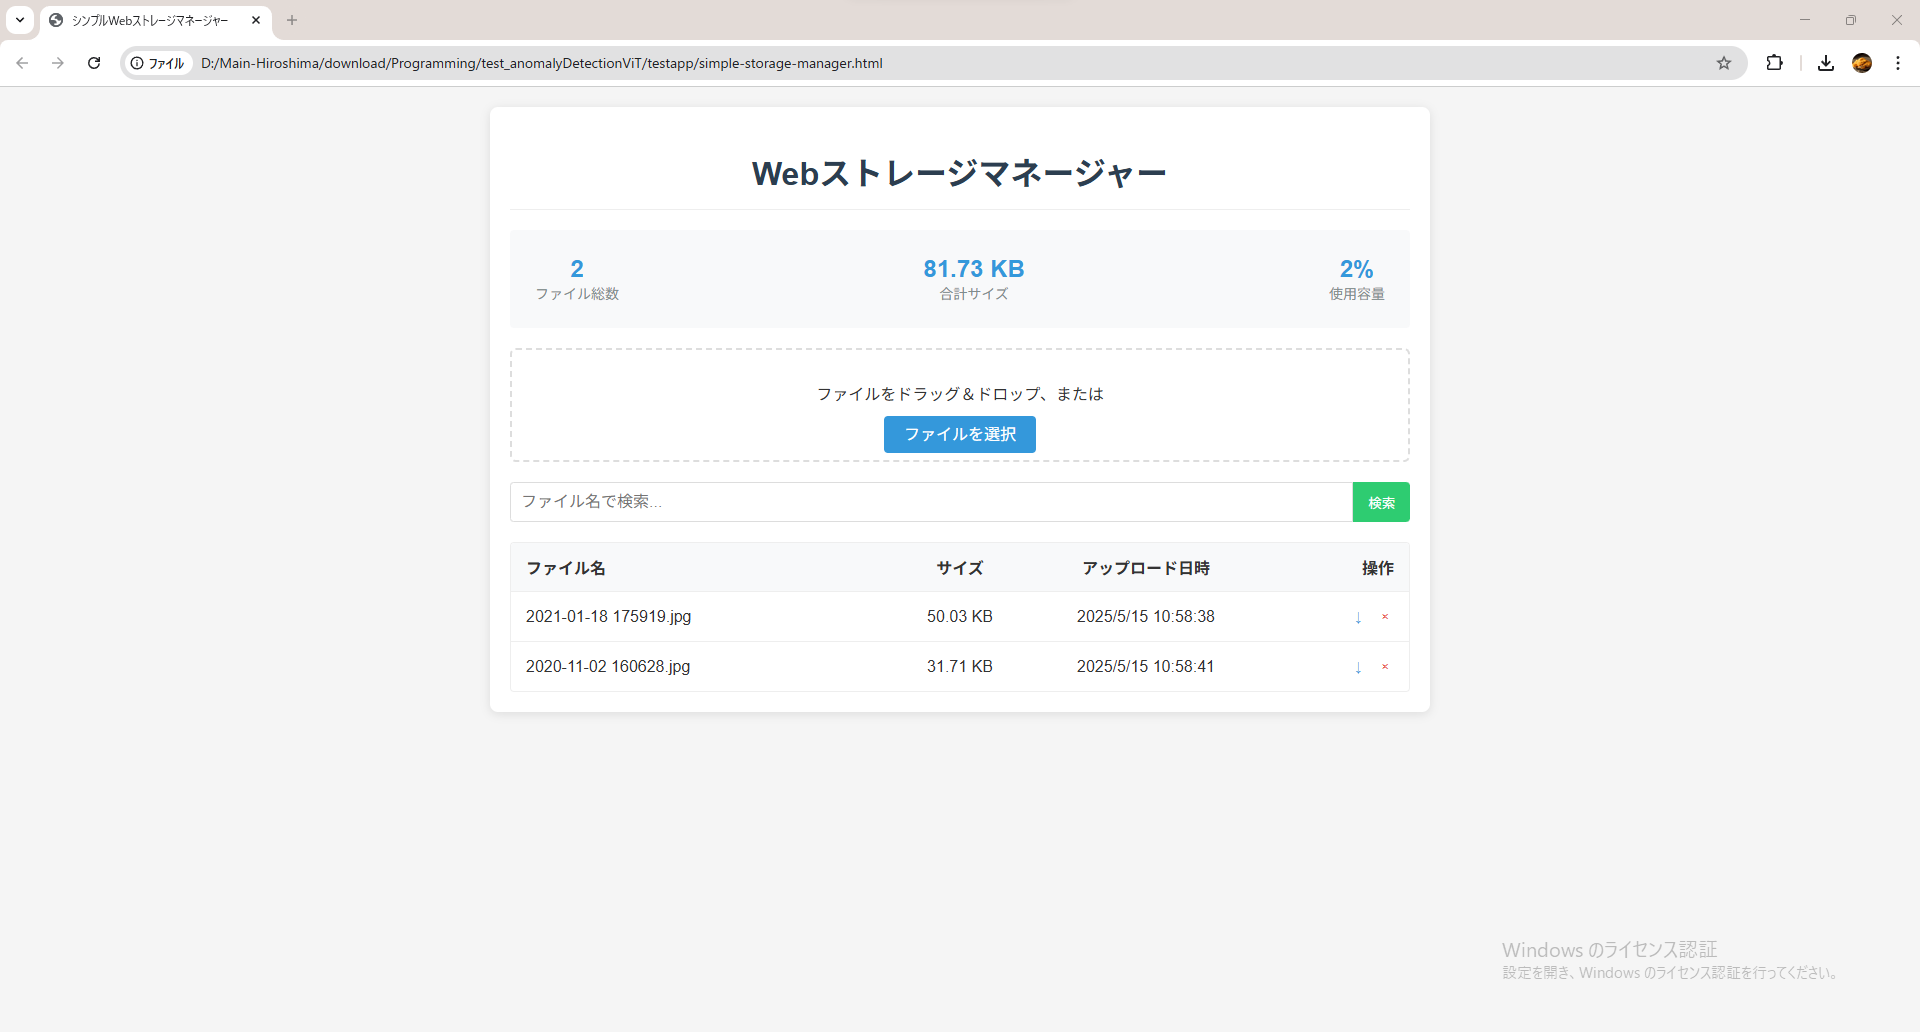 シンプルWebストレージマネージャー
ファイル
D:/Main-Hiroshima/download/Programming/test_anomalyDetectionViT/testapp/simple-storage-manager.html
Webストレージマネージャー
2 81.73 KB 2%
ファイル総数 合計サイズ 使用容量
ファイルをドラッグ＆ドロップ、または
ファイルを選択
ファイル名で検索... 検索
ファイル名 サイズ アップロード日時 操作
2021-01-18 175919.jpg 50.03 KB 2025/5/15 10:58:38 ↓ ×
2020-11-02 160628.jpg 31.71 KB 2025/5/15 10:58:41 ↓ ×
Windows のライセンス認証
設定を開き、Windows のライセンス認証を行ってください。